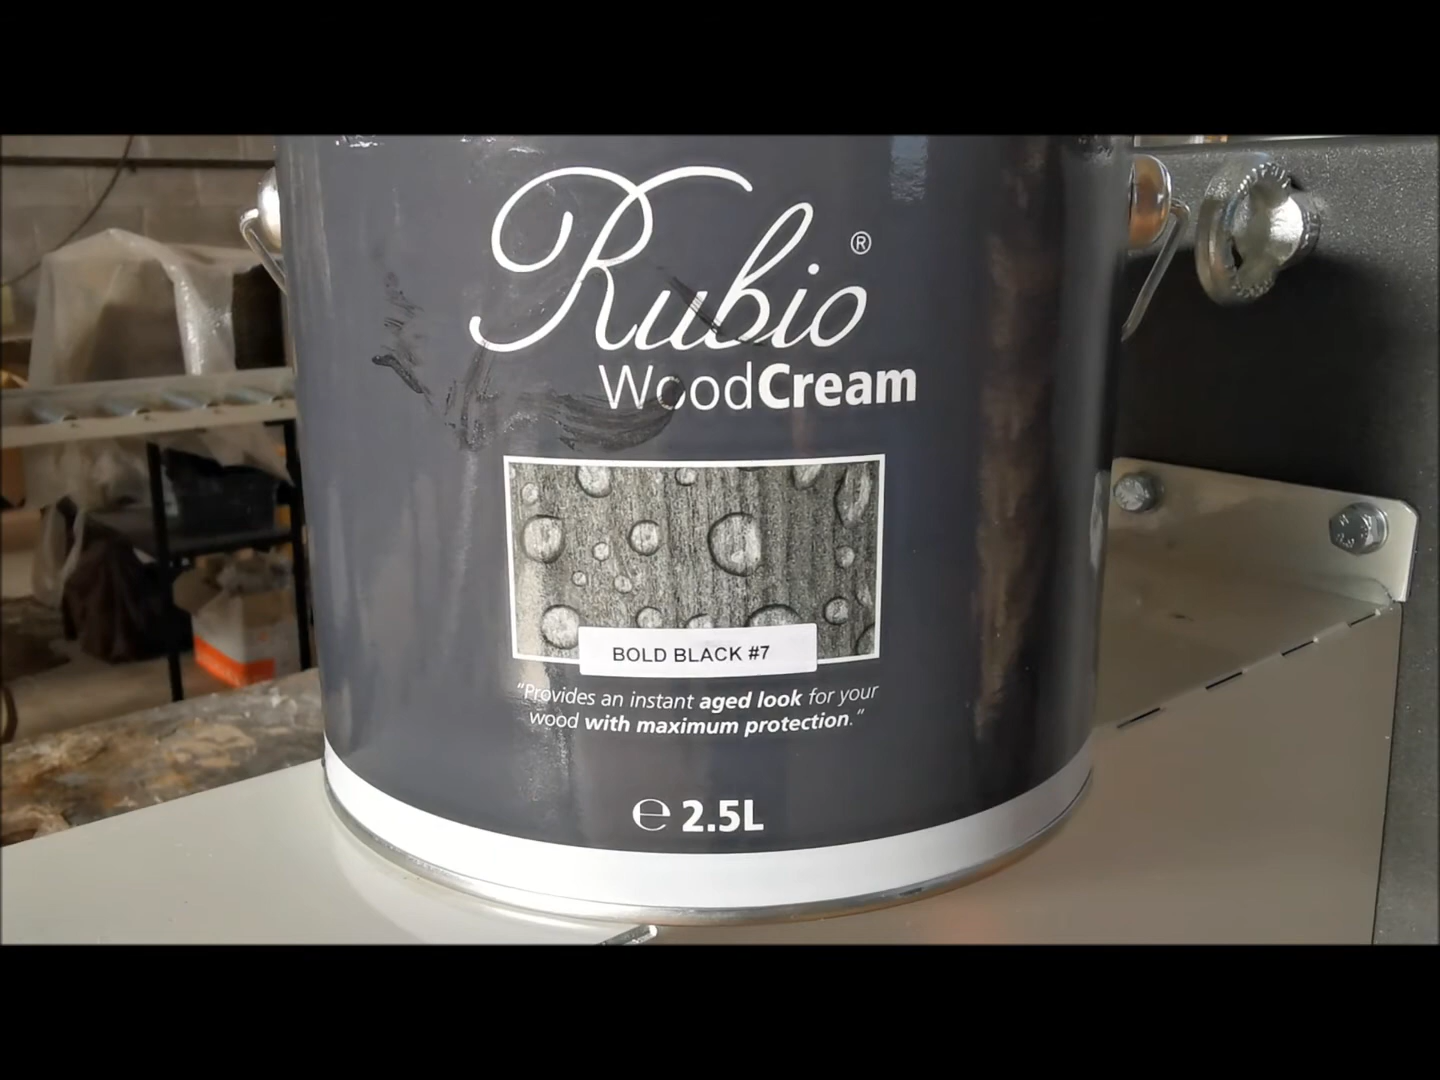 Rubio®
WoodCream
BOLD BLACK #7
"Provides an instant aged look for your
wood with maximum protection."
℮ 2.5L